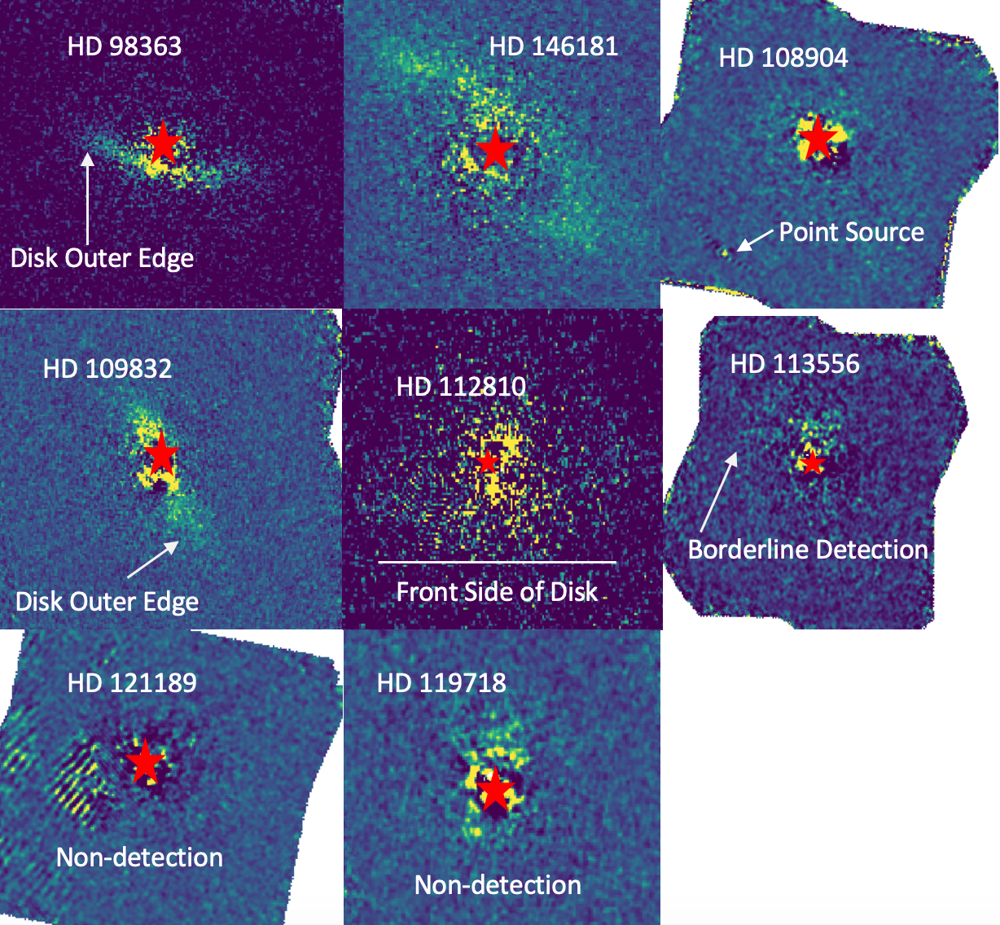 HD 98363
Disk Outer Edge
HD 146181
HD 108904
Point Source
HD 109832
Disk Outer Edge
HD 112810
Front Side of Disk
HD 113556
Borderline Detection
HD 121189
Non-detection
HD 119718
Non-detection